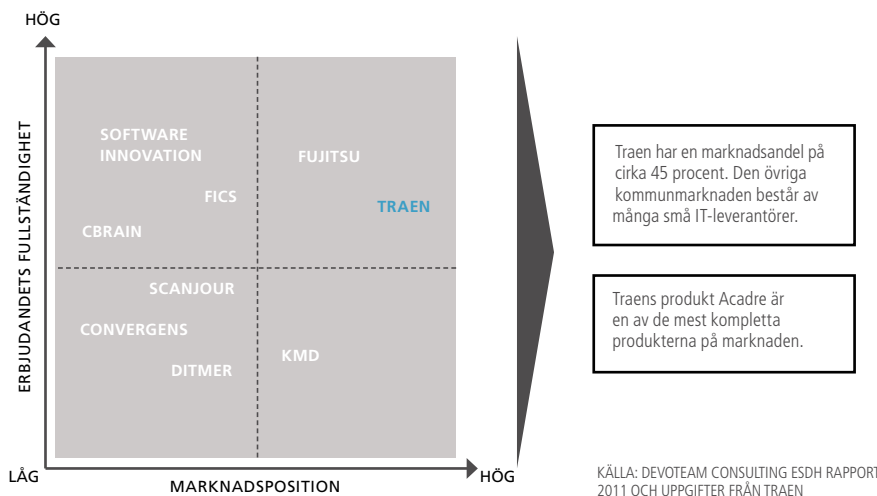 HÖG
ERBJUDANDETS FULLSTÄNDIGHET
SOFTWARE
INNOVATION
FUJITSU
FICS
TRAEN
CBRAIN
SCANJOUR
CONVERGENS
KMD
DITMER
LÅG
MARKNADSPOSITION
HÖG
Traen har en marknadsandel på
cirka 45 procent. Den övriga
kommunmarknaden består av
många små IT-leverantörer.
Traens produkt Acadre är
en av de mest kompletta
produkterna på marknaden.
KÄLLA: DEVOTEAM CONSULTING ESDH RAPPORT
2011 OCH UPPGIFTER FRÅN TRAEN